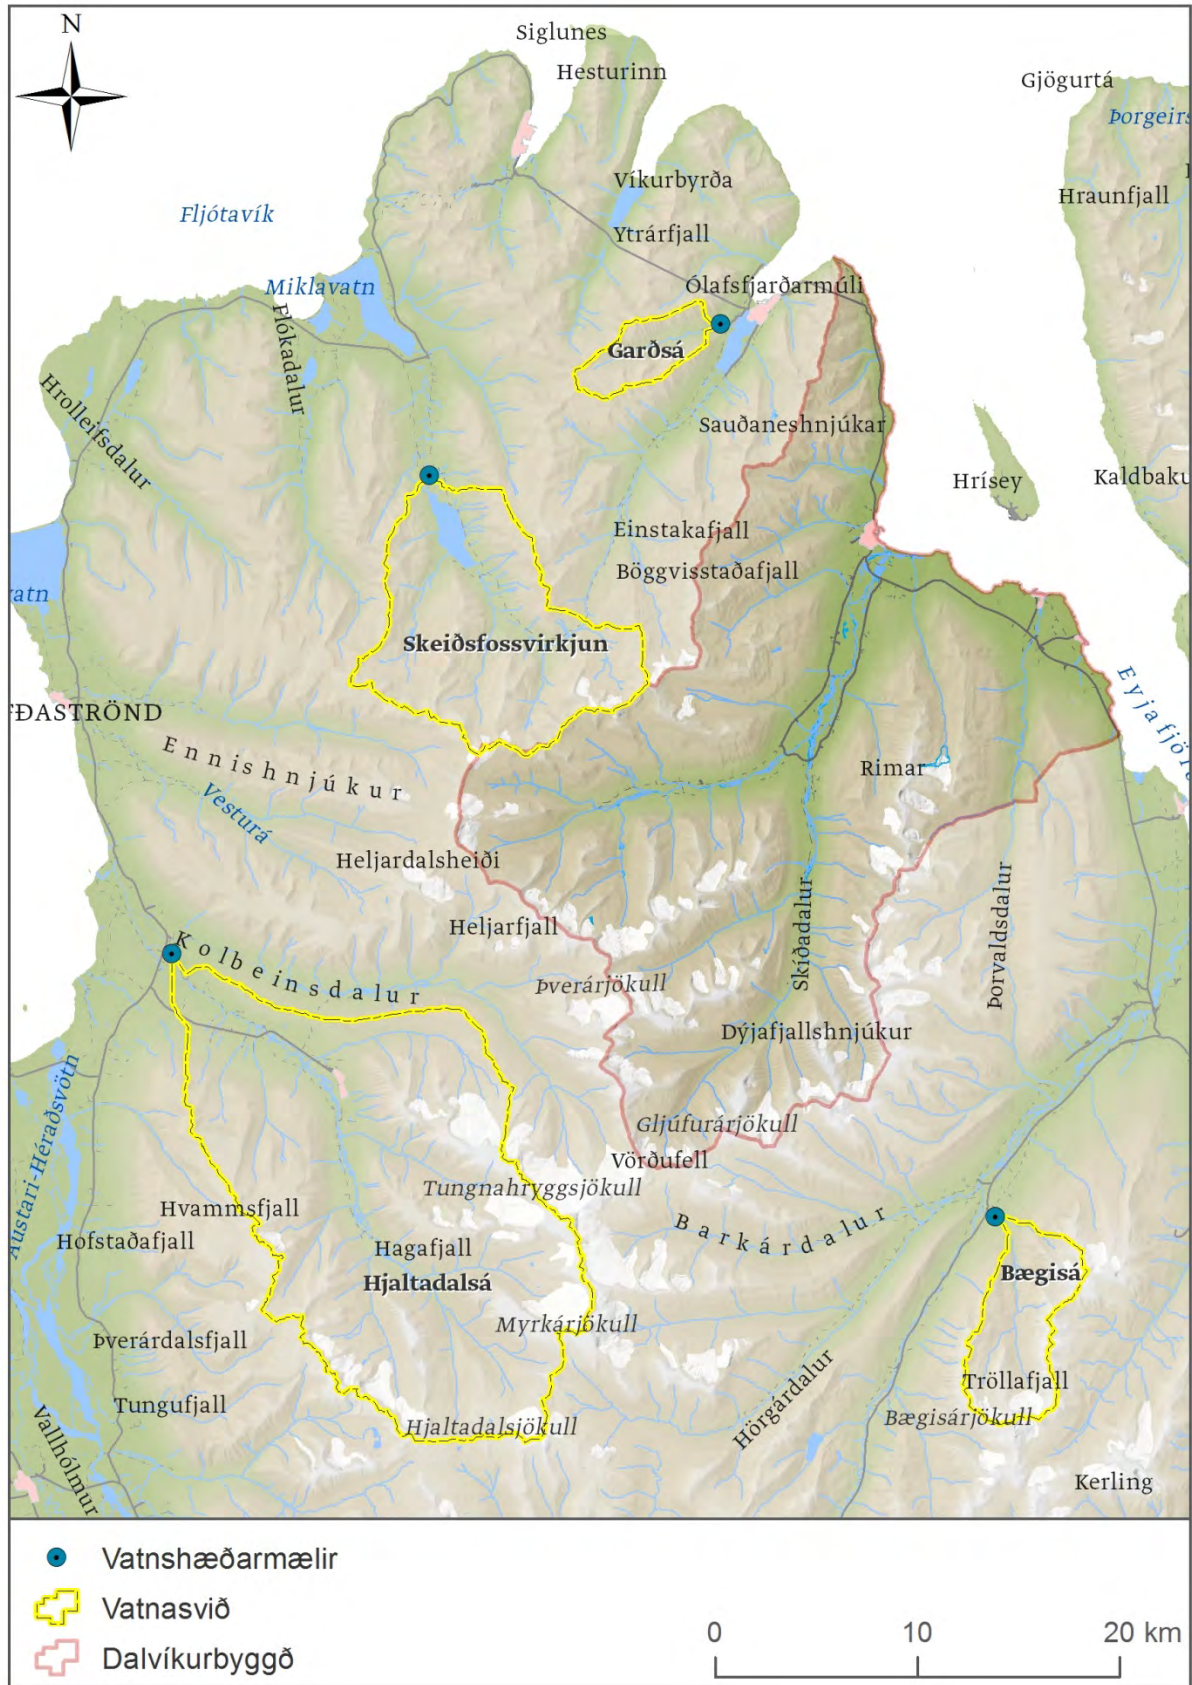 N
Siglunes
Hesturinn
Gjögurtá
Þorgeirs
Víkurbyrða
Hraunfjall
Fljótavík
Ytrárfjall
Miklavatn
Ólafsfjarðarmúli
Flókadalur
Garðsá
Hrolleifsdalur
Sauðaneshnjúkar
Hrísey
Kaldbaku
Einstakafjall
Böggvisstaðafjall
vatn
Skeiðsfossvirkjun
FÐASTRÖND
Eyjafjörð
Ennishnjúkur
Rimar
Vesturá
Heljardalsheiði
Heljarfjall
Skíðadalur
Þorvaldsdalur
Kolbeinsdalur
Þverárjökull
Dýjafjallshnjúkur
Austari-Héraðsvötn
Gljúfurárjökull
Vörðufell
Tungnahryggsjökull
Hvammsfjall
Barkárdalur
Hofstaðafjall
Hagafjall
Hjaltadalsá
Bægisá
Myrkárjökull
Þverárdalsfjall
Tröllafjall
Tungufjall
Hörgárdalur
Bægisárjökull
Hjaltadalsjökull
Vallhólmur
Kerling
Vatnshæðarmælir
Vatnasvið
Dalvíkurbyggð
0 10 20 km